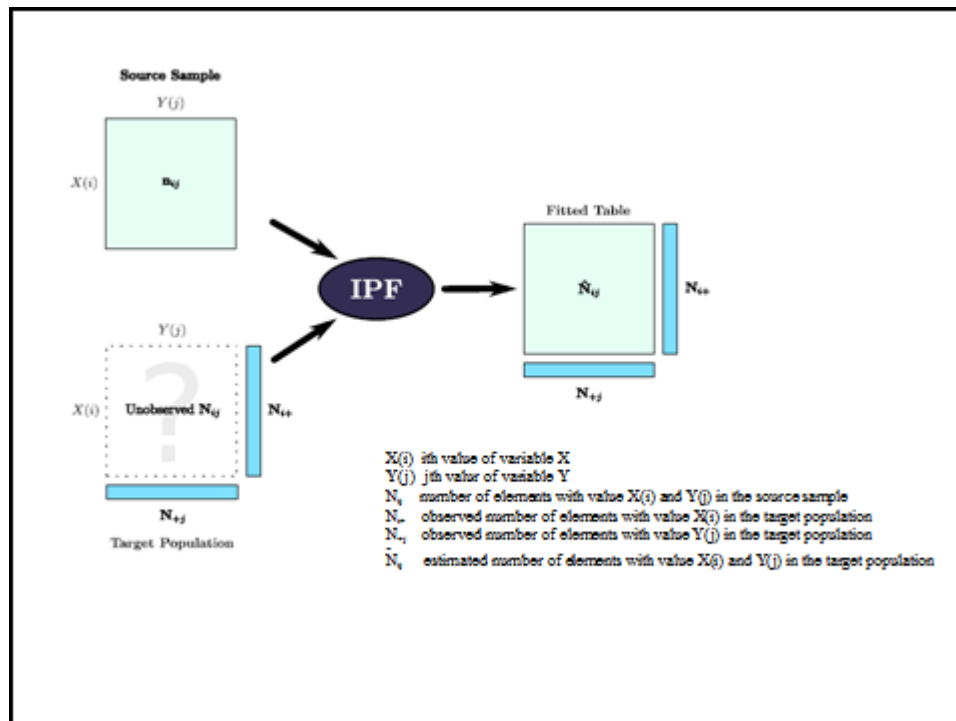 Source Sample
Y(j)
X(i)
n_ij
IPF
Fitted Table
N̂_ij
N_i+
N_+j
Y(j)
X(i)
?
Unobserved N_ij
N_i+
N_+j
Target Population
X(i) ith value of variable X
Y(j) jth value of variable Y
N_ij number of elements with value X(i) and Y(j) in the source sample
N_i+ observed number of elements with value X(i) in the target population
N_+j observed number of elements with value Y(j) in the target population
N̂_ij estimated number of elements with value X(i) and Y(j) in the target population